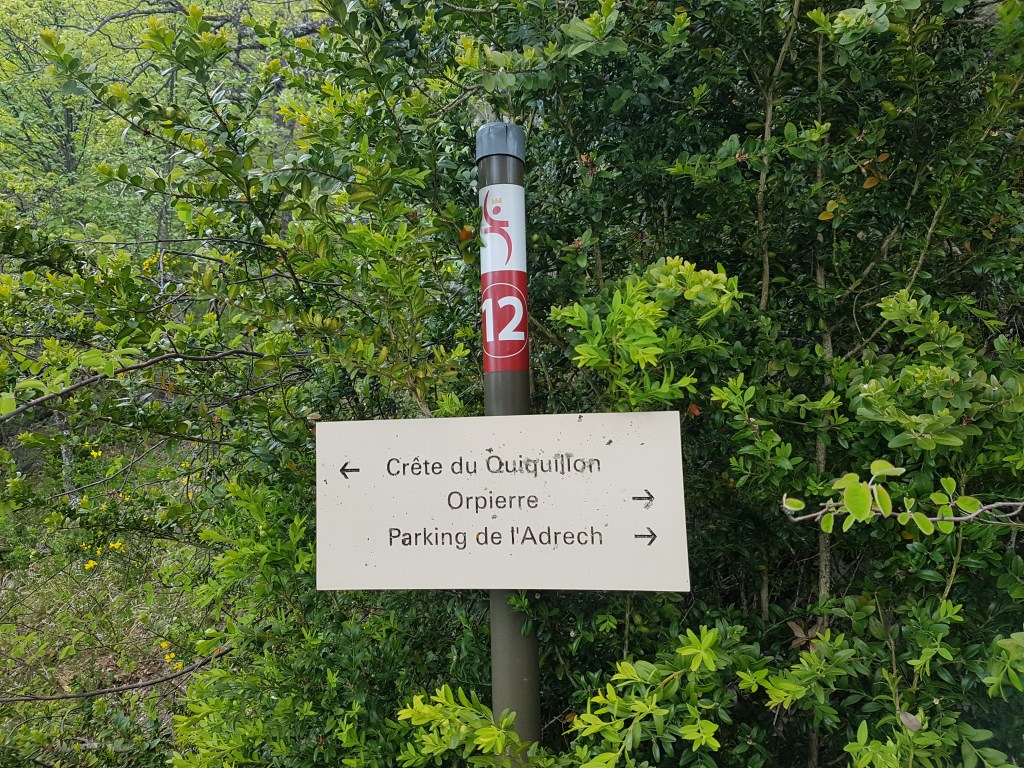 12
← Crête du Quiquillon
Orpierre →
Parking de l'Adrech →